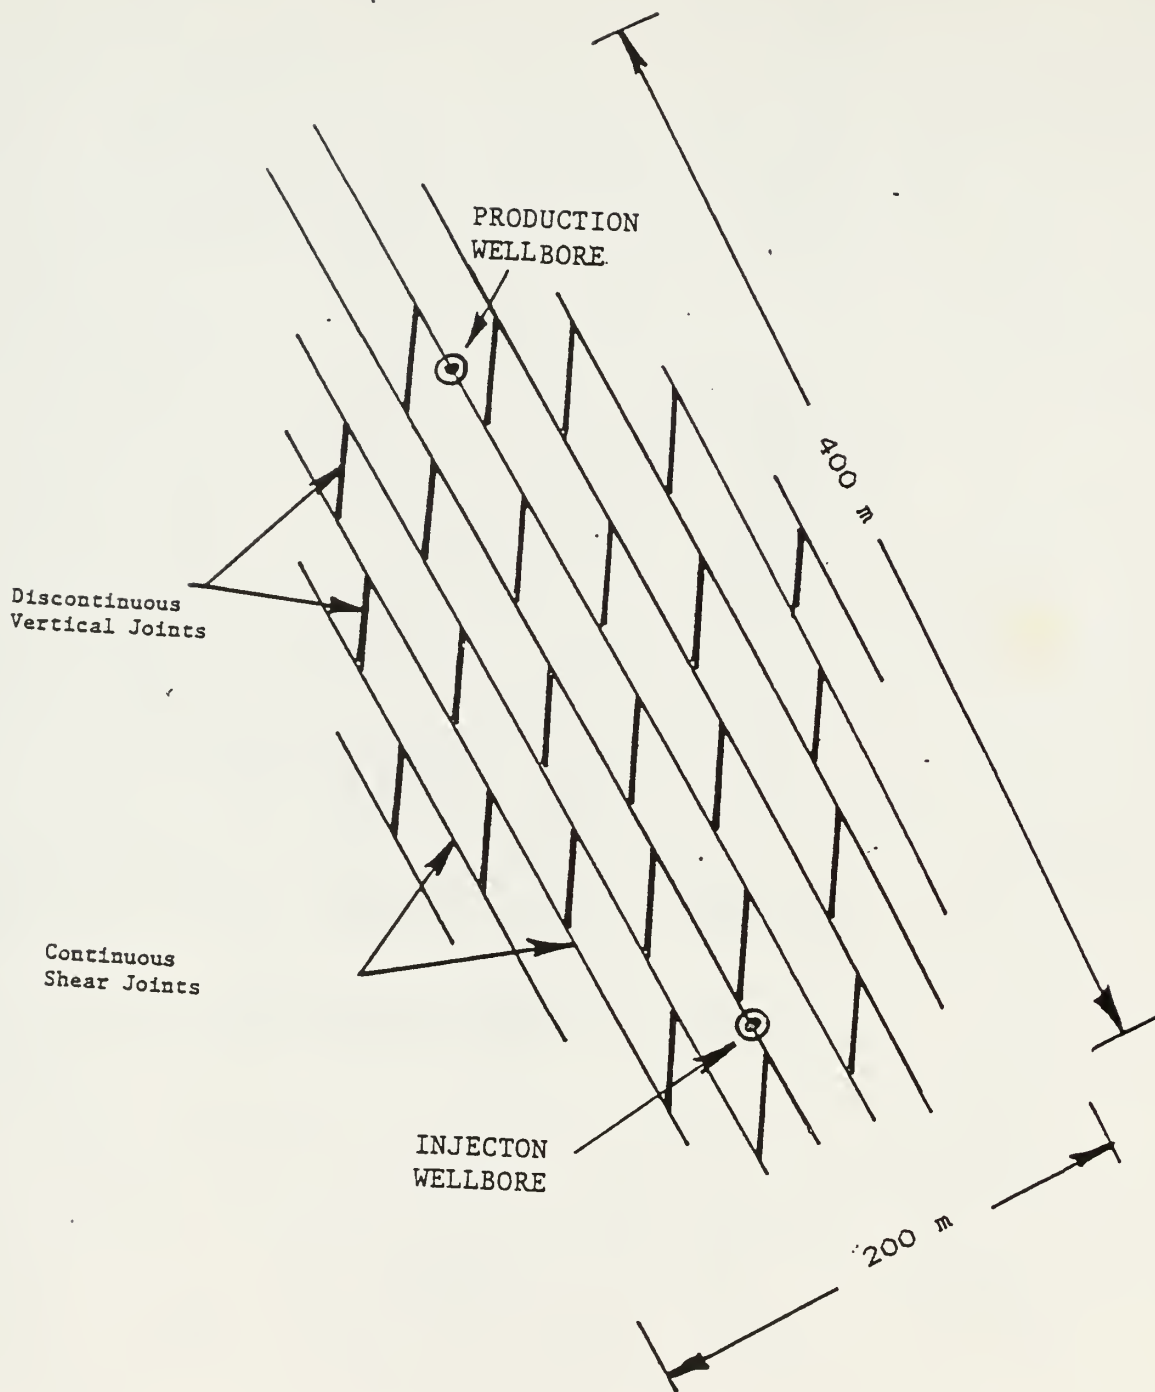 PRODUCTION
WELLBORE
400 m
Discontinuous
Vertical Joints
Continuous
Shear Joints
INJECTON
WELLBORE
200 m